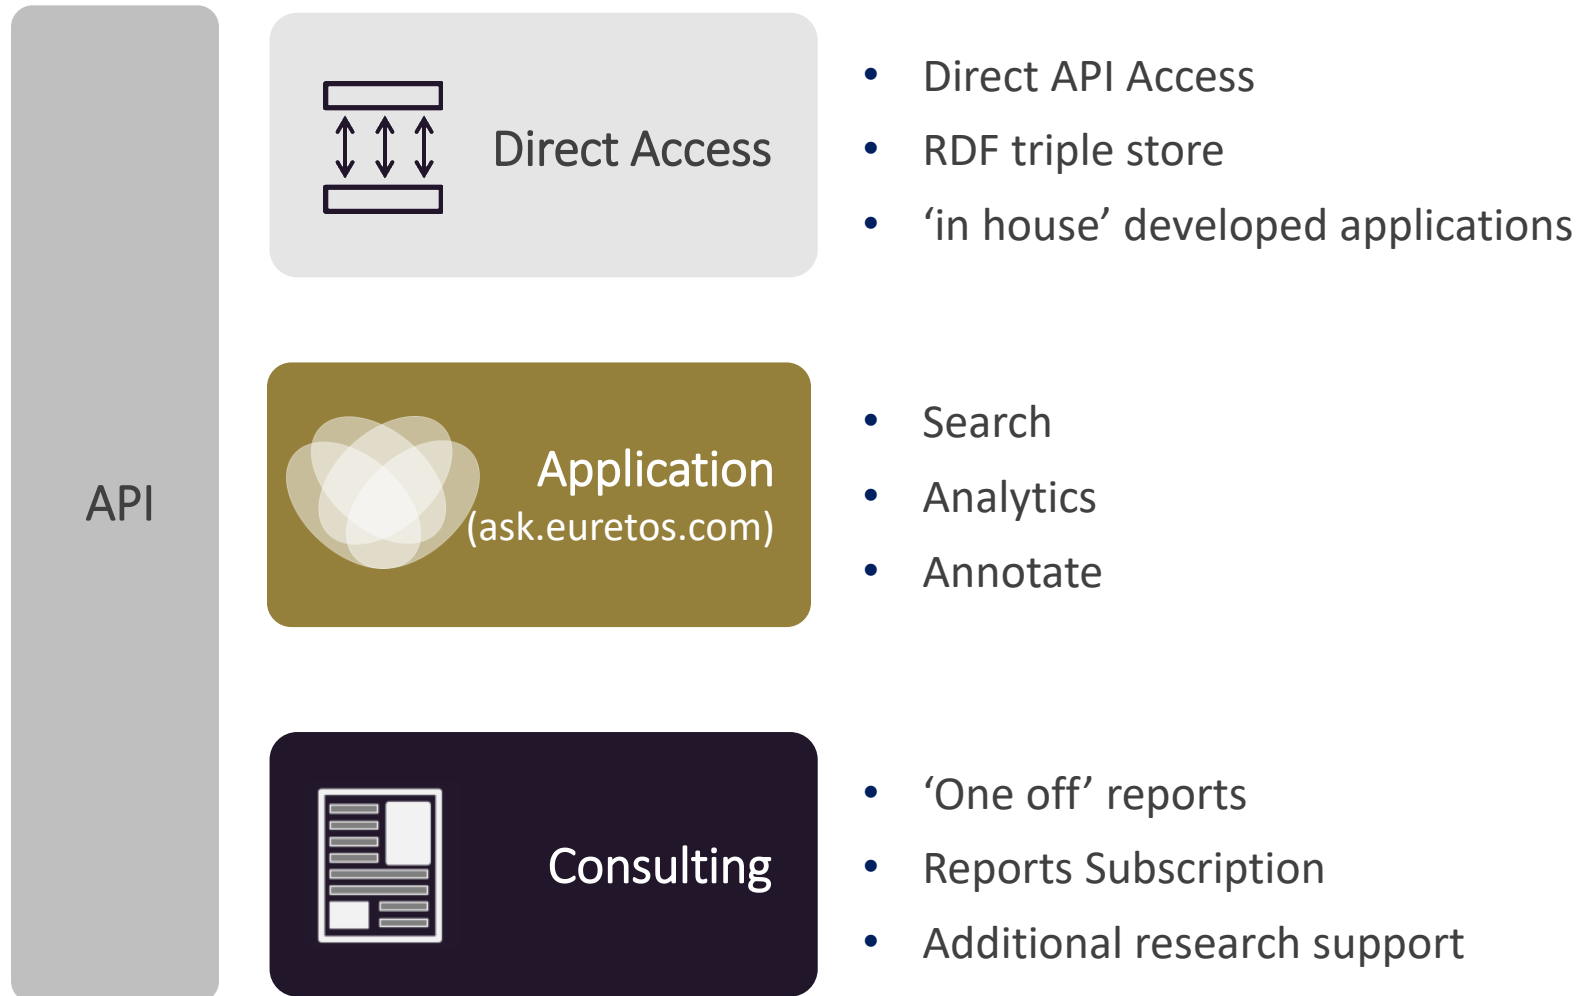 API
Direct Access
• Direct API Access
• RDF triple store
• ‘in house’ developed applications
Application
(ask.euretos.com)
• Search
• Analytics
• Annotate
Consulting
• ‘One off’ reports
• Reports Subscription
• Additional research support